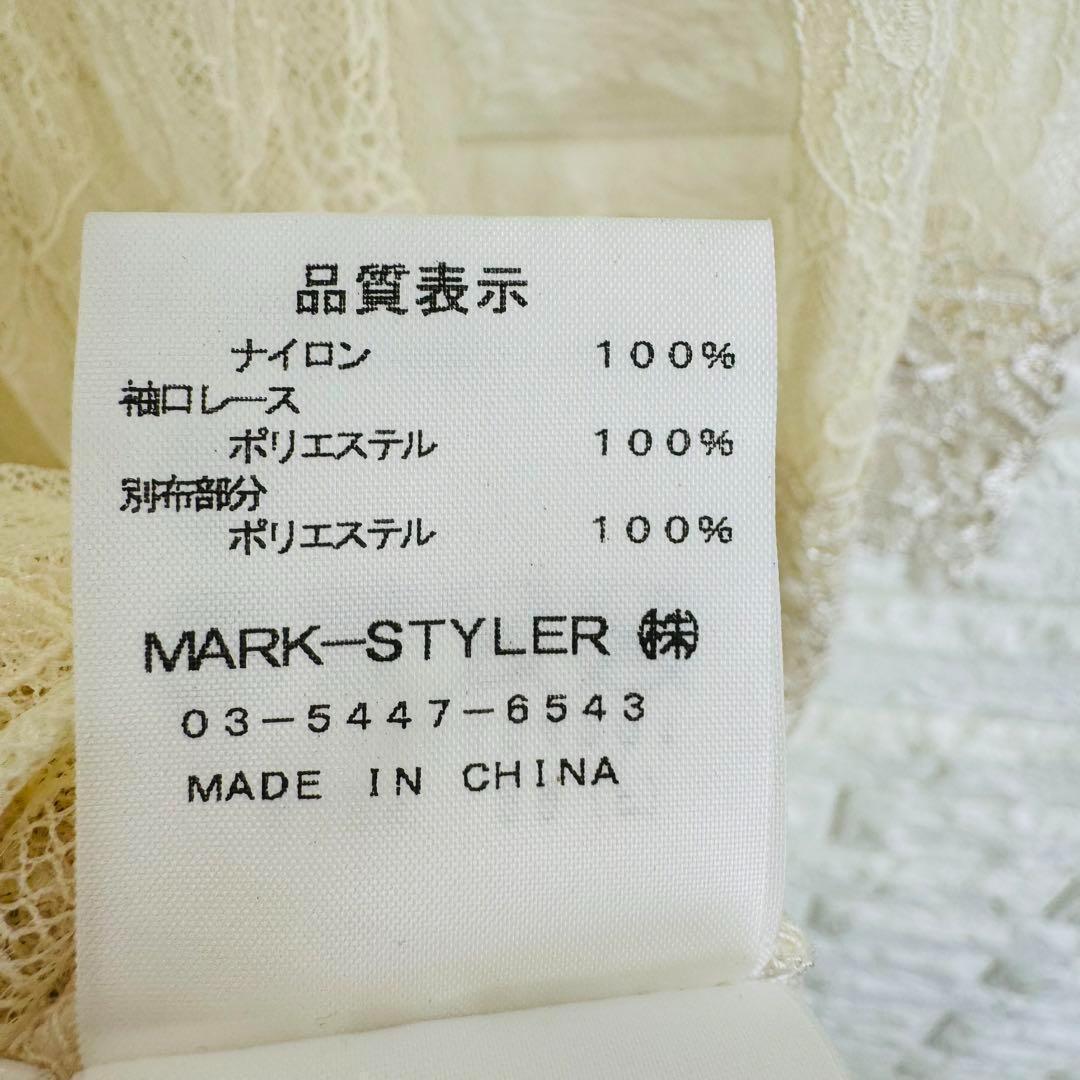 品質表示
ナイロン 100%
袖口レース
ポリエステル 100%
別布部分
ポリエステル 100%
MARK-STYLER ㈱
03-5447-6543
MADE IN CHINA